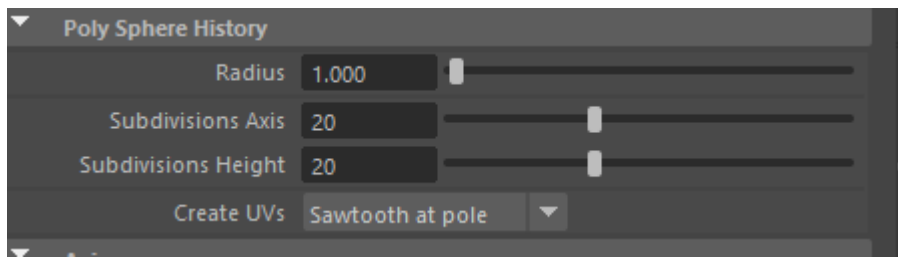 Poly Sphere History
Radius 1.000
Subdivisions Axis 20
Subdivisions Height 20
Create UVs Sawtooth at pole